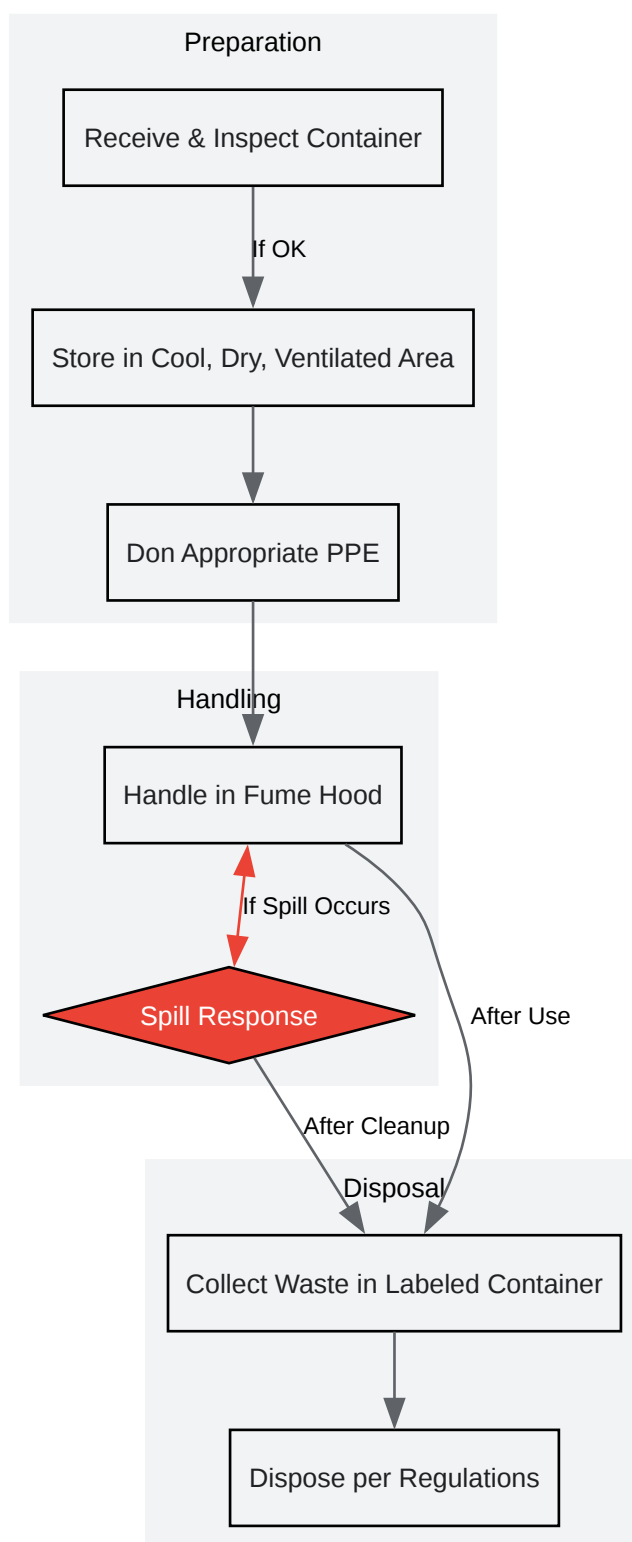 Preparation
Receive & Inspect Container
If OK
Store in Cool, Dry, Ventilated Area
Don Appropriate PPE
Handling
Handle in Fume Hood
If Spill Occurs
Spill Response
After Use
After Cleanup
Disposal
Collect Waste in Labeled Container
Dispose per Regulations